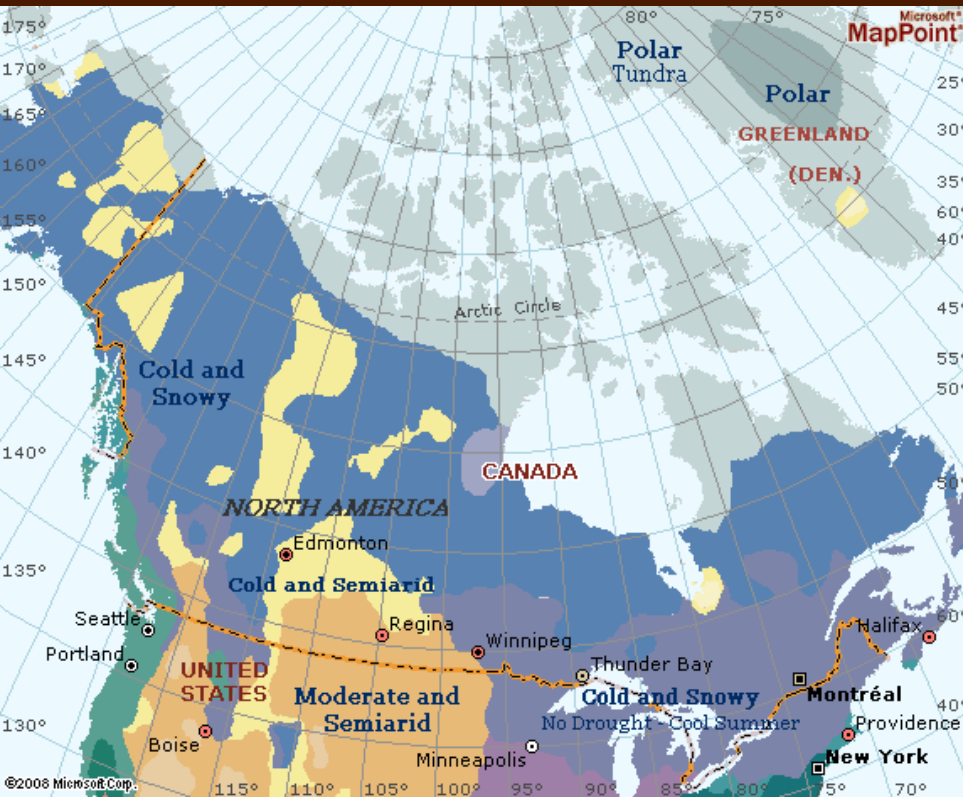 Microsoft®
MapPoint®
80°
75°
175°
170°
165°
160°
155°
150°
145°
140°
135°
130°
Polar
Tundra
Polar
GREENLAND
(DEN.)
25°
30°
35°
60°
40°
45°
55°
50°
50°
60°
40°
Arctic Circle
Cold and
Snowy
CANADA
NORTH AMERICA
Edmonton
Cold and Semiarid
Seattle
Regina
Halifax
Winnipeg
Portland
UNITED
STATES
Thunder Bay
Moderate and
Semiarid
Cold and Snowy
No Drought - Cool Summer
Montréal
Providence
Boise
Minneapolis
New York
©2008 Microsoft Corp.
115°
110°
105°
100°
95°
90°
85°
80°
75°
70°